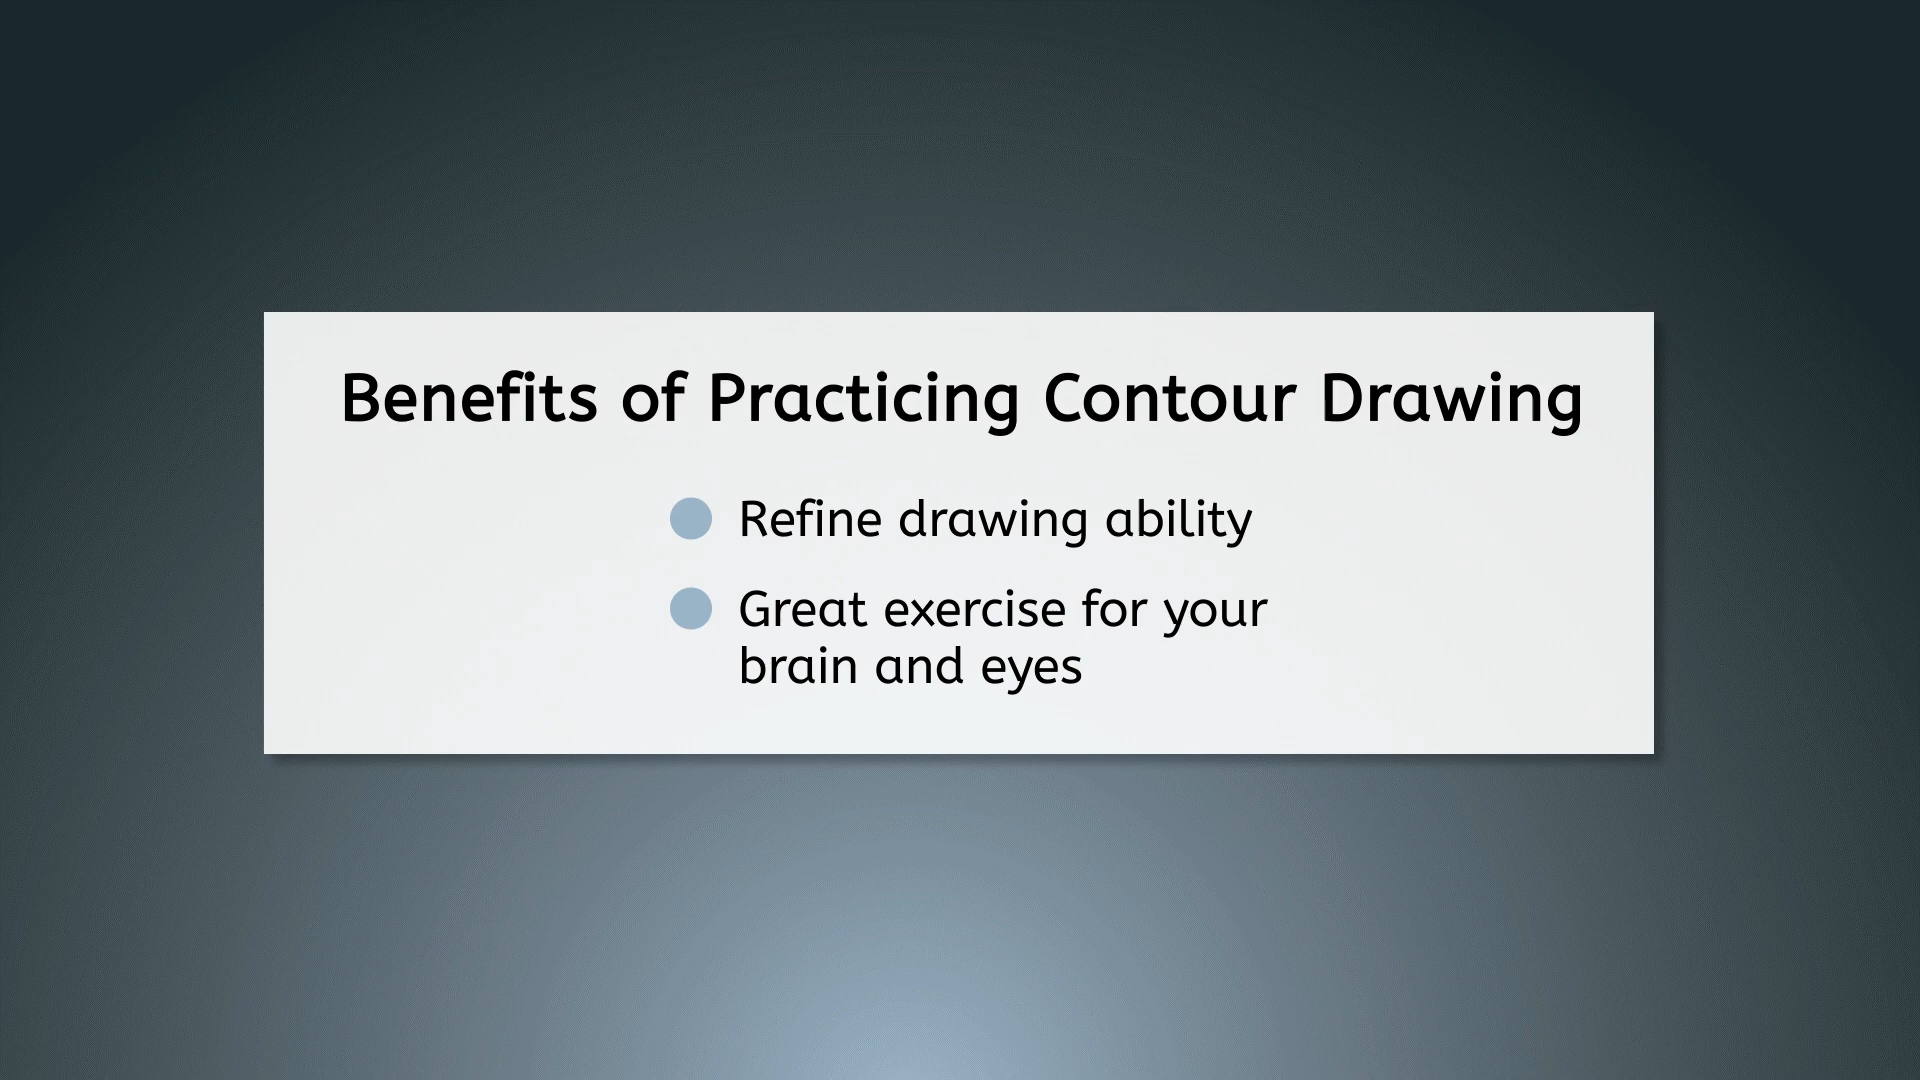 Benefits of Practicing Contour Drawing
Refine drawing ability
Great exercise for your
brain and eyes